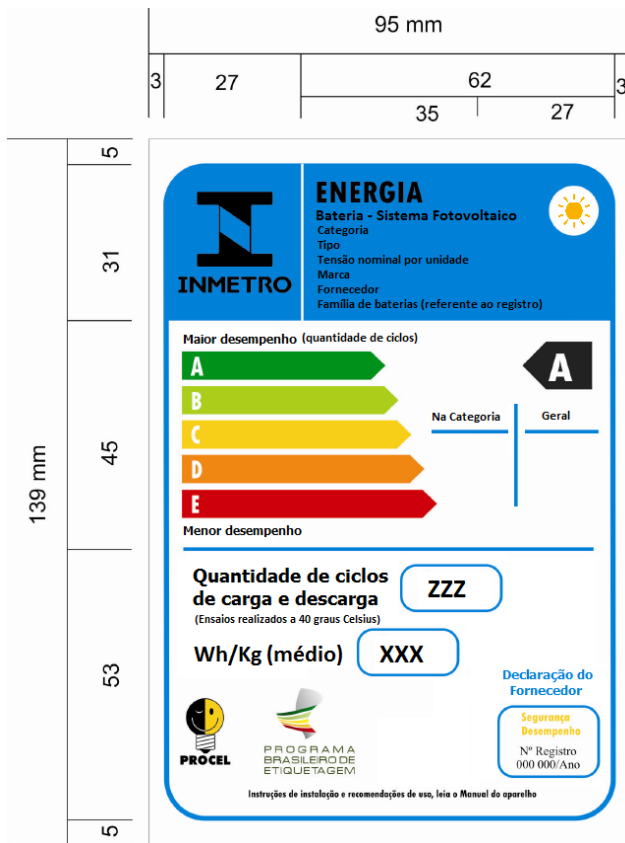 95 mm
3
27
62
3
35
27
5
31
45
139 mm
53
5
INMETRO
ENERGIA
Bateria - Sistema Fotovoltaico
Categoria
Tipo
Tensão nominal por unidade
Marca
Fornecedor
Família de baterias (referente ao registro)
Maior desempenho (quantidade de ciclos)
A
B
C
D
E
Menor desempenho
A
Na Categoria
Geral
Quantidade de ciclos
de carga e descarga
(Ensaios realizados a 40 graus Celsius)
ZZZ
Wh/Kg (médio)
XXX
PROCEL
PROGRAMA
BRASILEIRO DE
ETIQUETAGEM
Declaração do
Fornecedor
Segurança
Desempenho
Nº Registro
000 000/Ano
Instruções de instalação e recomendações de uso, leia o Manual do aparelho